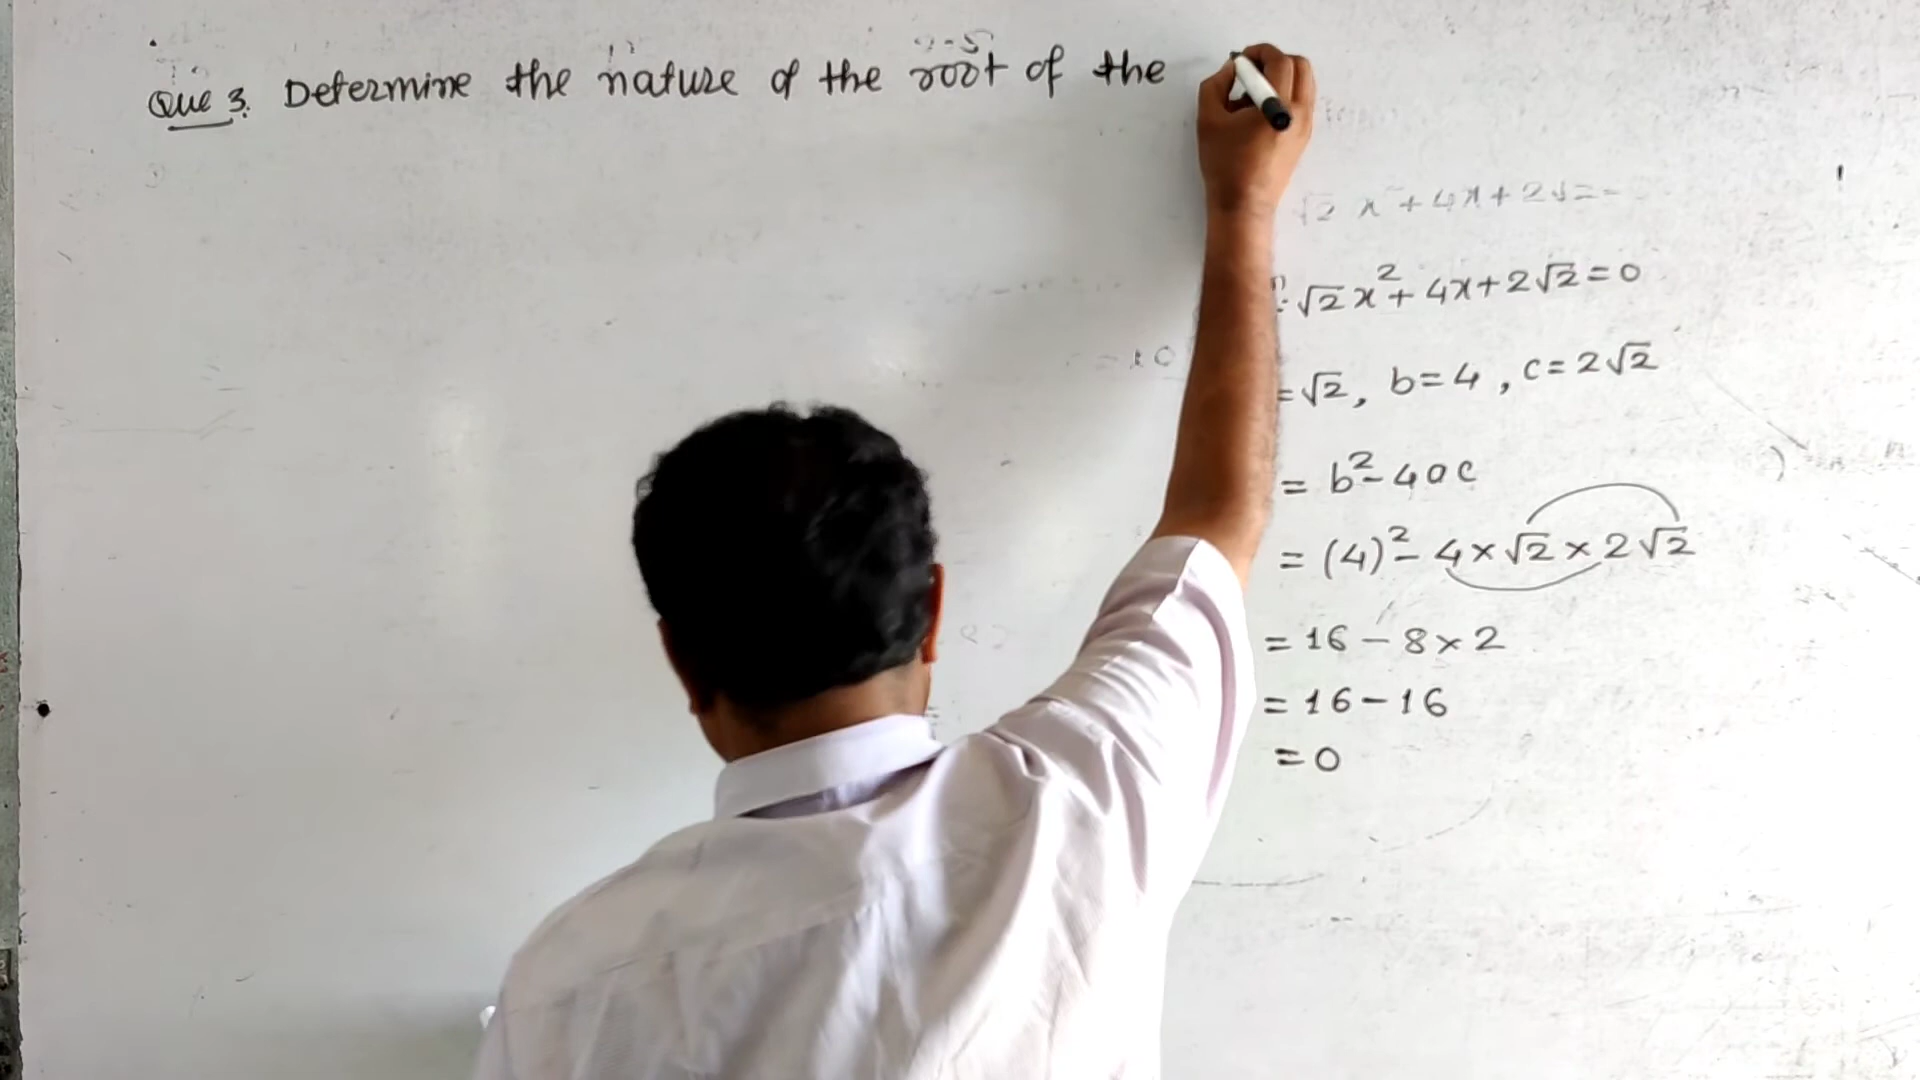 Que 3. Determine the nature of the root of the
√2 x² + 4x + 2√2 = 0
= √2, b = 4, c = 2√2
= b² - 4ac
= (4)² - 4 × √2 × 2√2
= 16 - 8 × 2
= 16 - 16
= 0